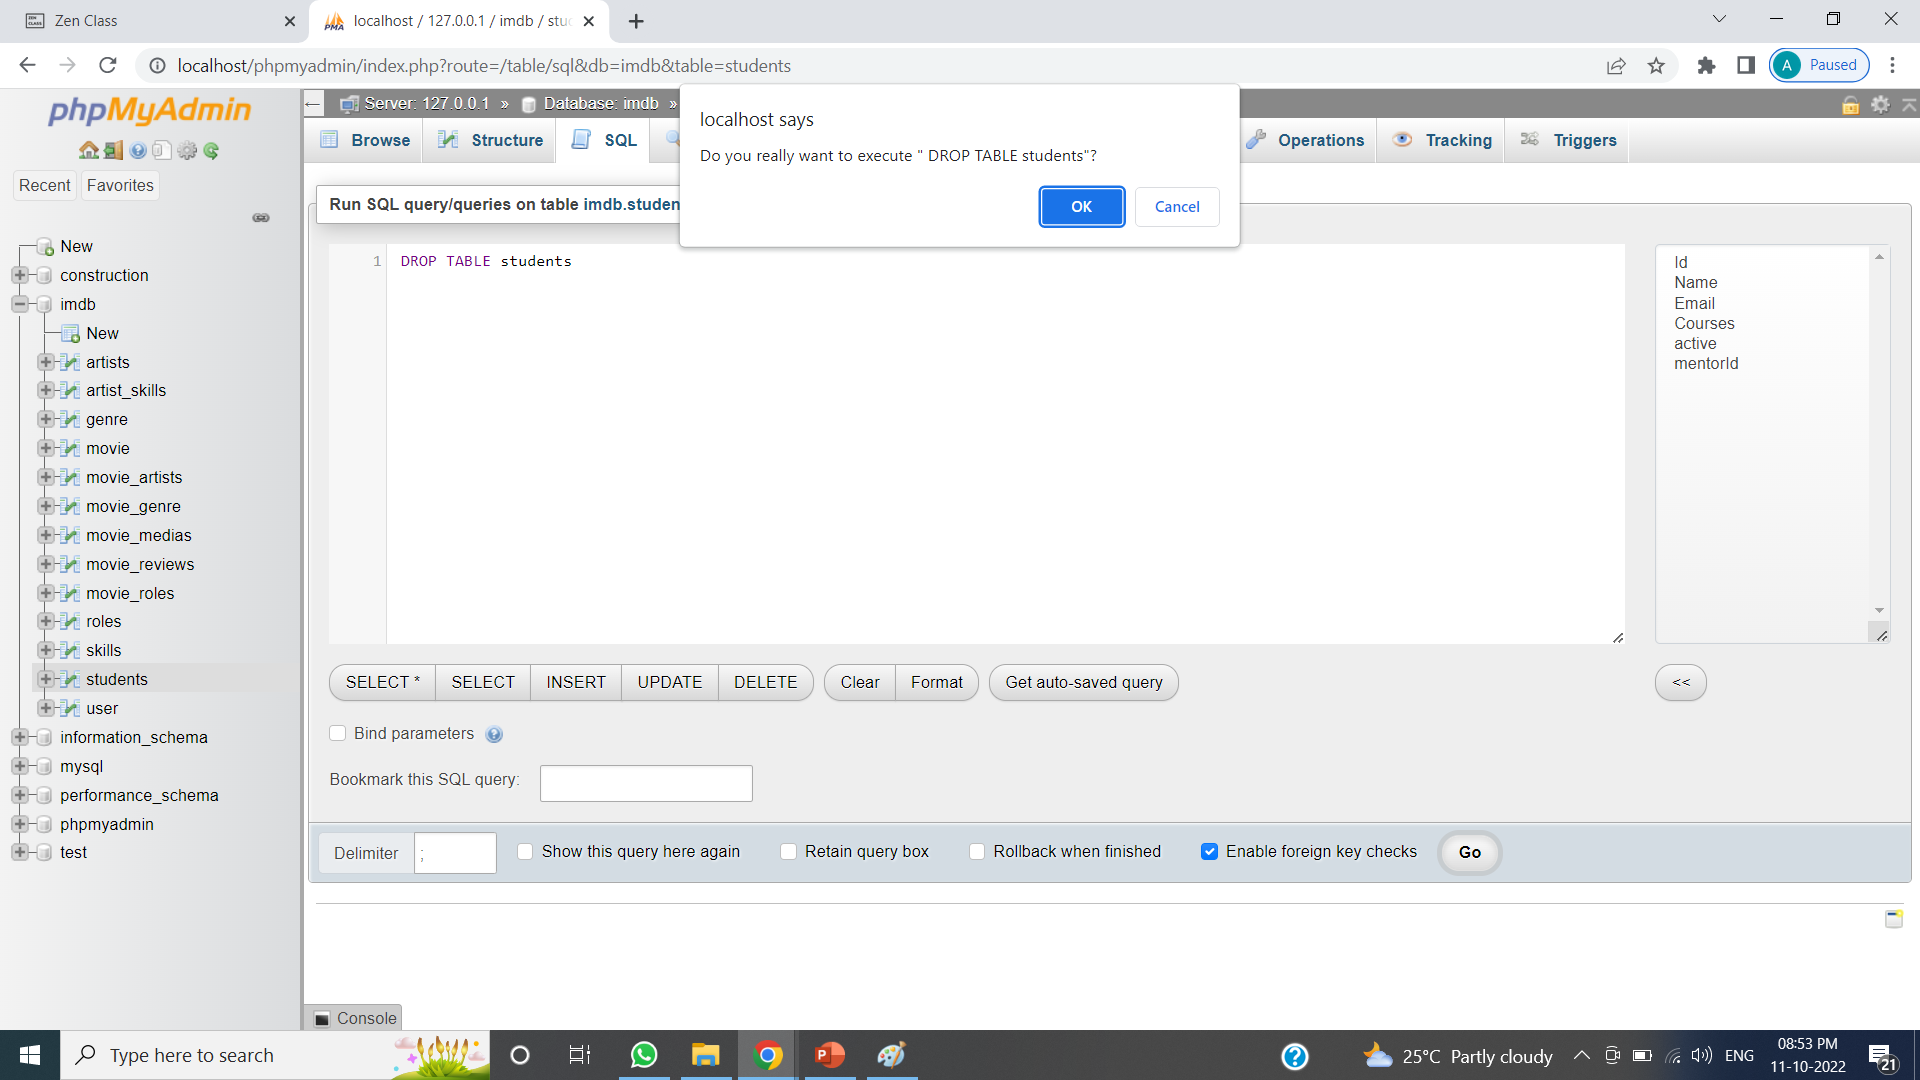 Zen Class
localhost / 127.0.0.1 / imdb / stu
localhost/phpmyadmin/index.php?route=/table/sql&db=imdb&table=students
A Paused
phpMyAdmin
Recent Favorites
New
construction
imdb
New
artists
artist_skills
genre
movie
movie_artists
movie_genre
movie_medias
movie_reviews
movie_roles
roles
skills
students
user
information_schema
mysql
performance_schema
phpmyadmin
test
Server: 127.0.0.1 » Database: imdb »
Browse Structure SQL Operations Tracking Triggers
localhost says
Do you really want to execute " DROP TABLE students"?
OK Cancel
Run SQL query/queries on table imdb.studen
1 DROP TABLE students
Id
Name
Email
Courses
active
mentorId
SELECT * SELECT INSERT UPDATE DELETE Clear Format Get auto-saved query <<
Bind parameters
Bookmark this SQL query:
Delimiter ; Show this query here again Retain query box Rollback when finished Enable foreign key checks Go
Console
Type here to search
25°C Partly cloudy
ENG
08:53 PM
11-10-2022
21